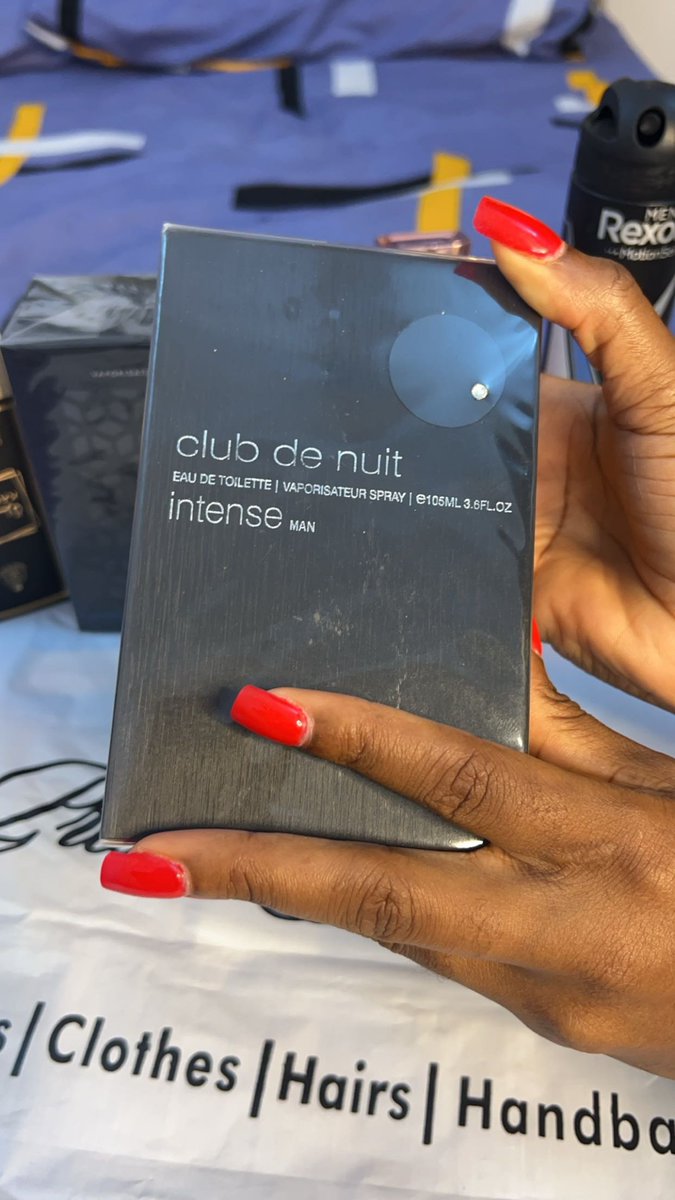 MEN
Rexo
MotionSen
club de nuit
EAU DE TOILETTE | VAPORISATEUR SPRAY | ℮105ML 3.6FL.OZ
intense MAN
s/Clothes|Hairs|Handba